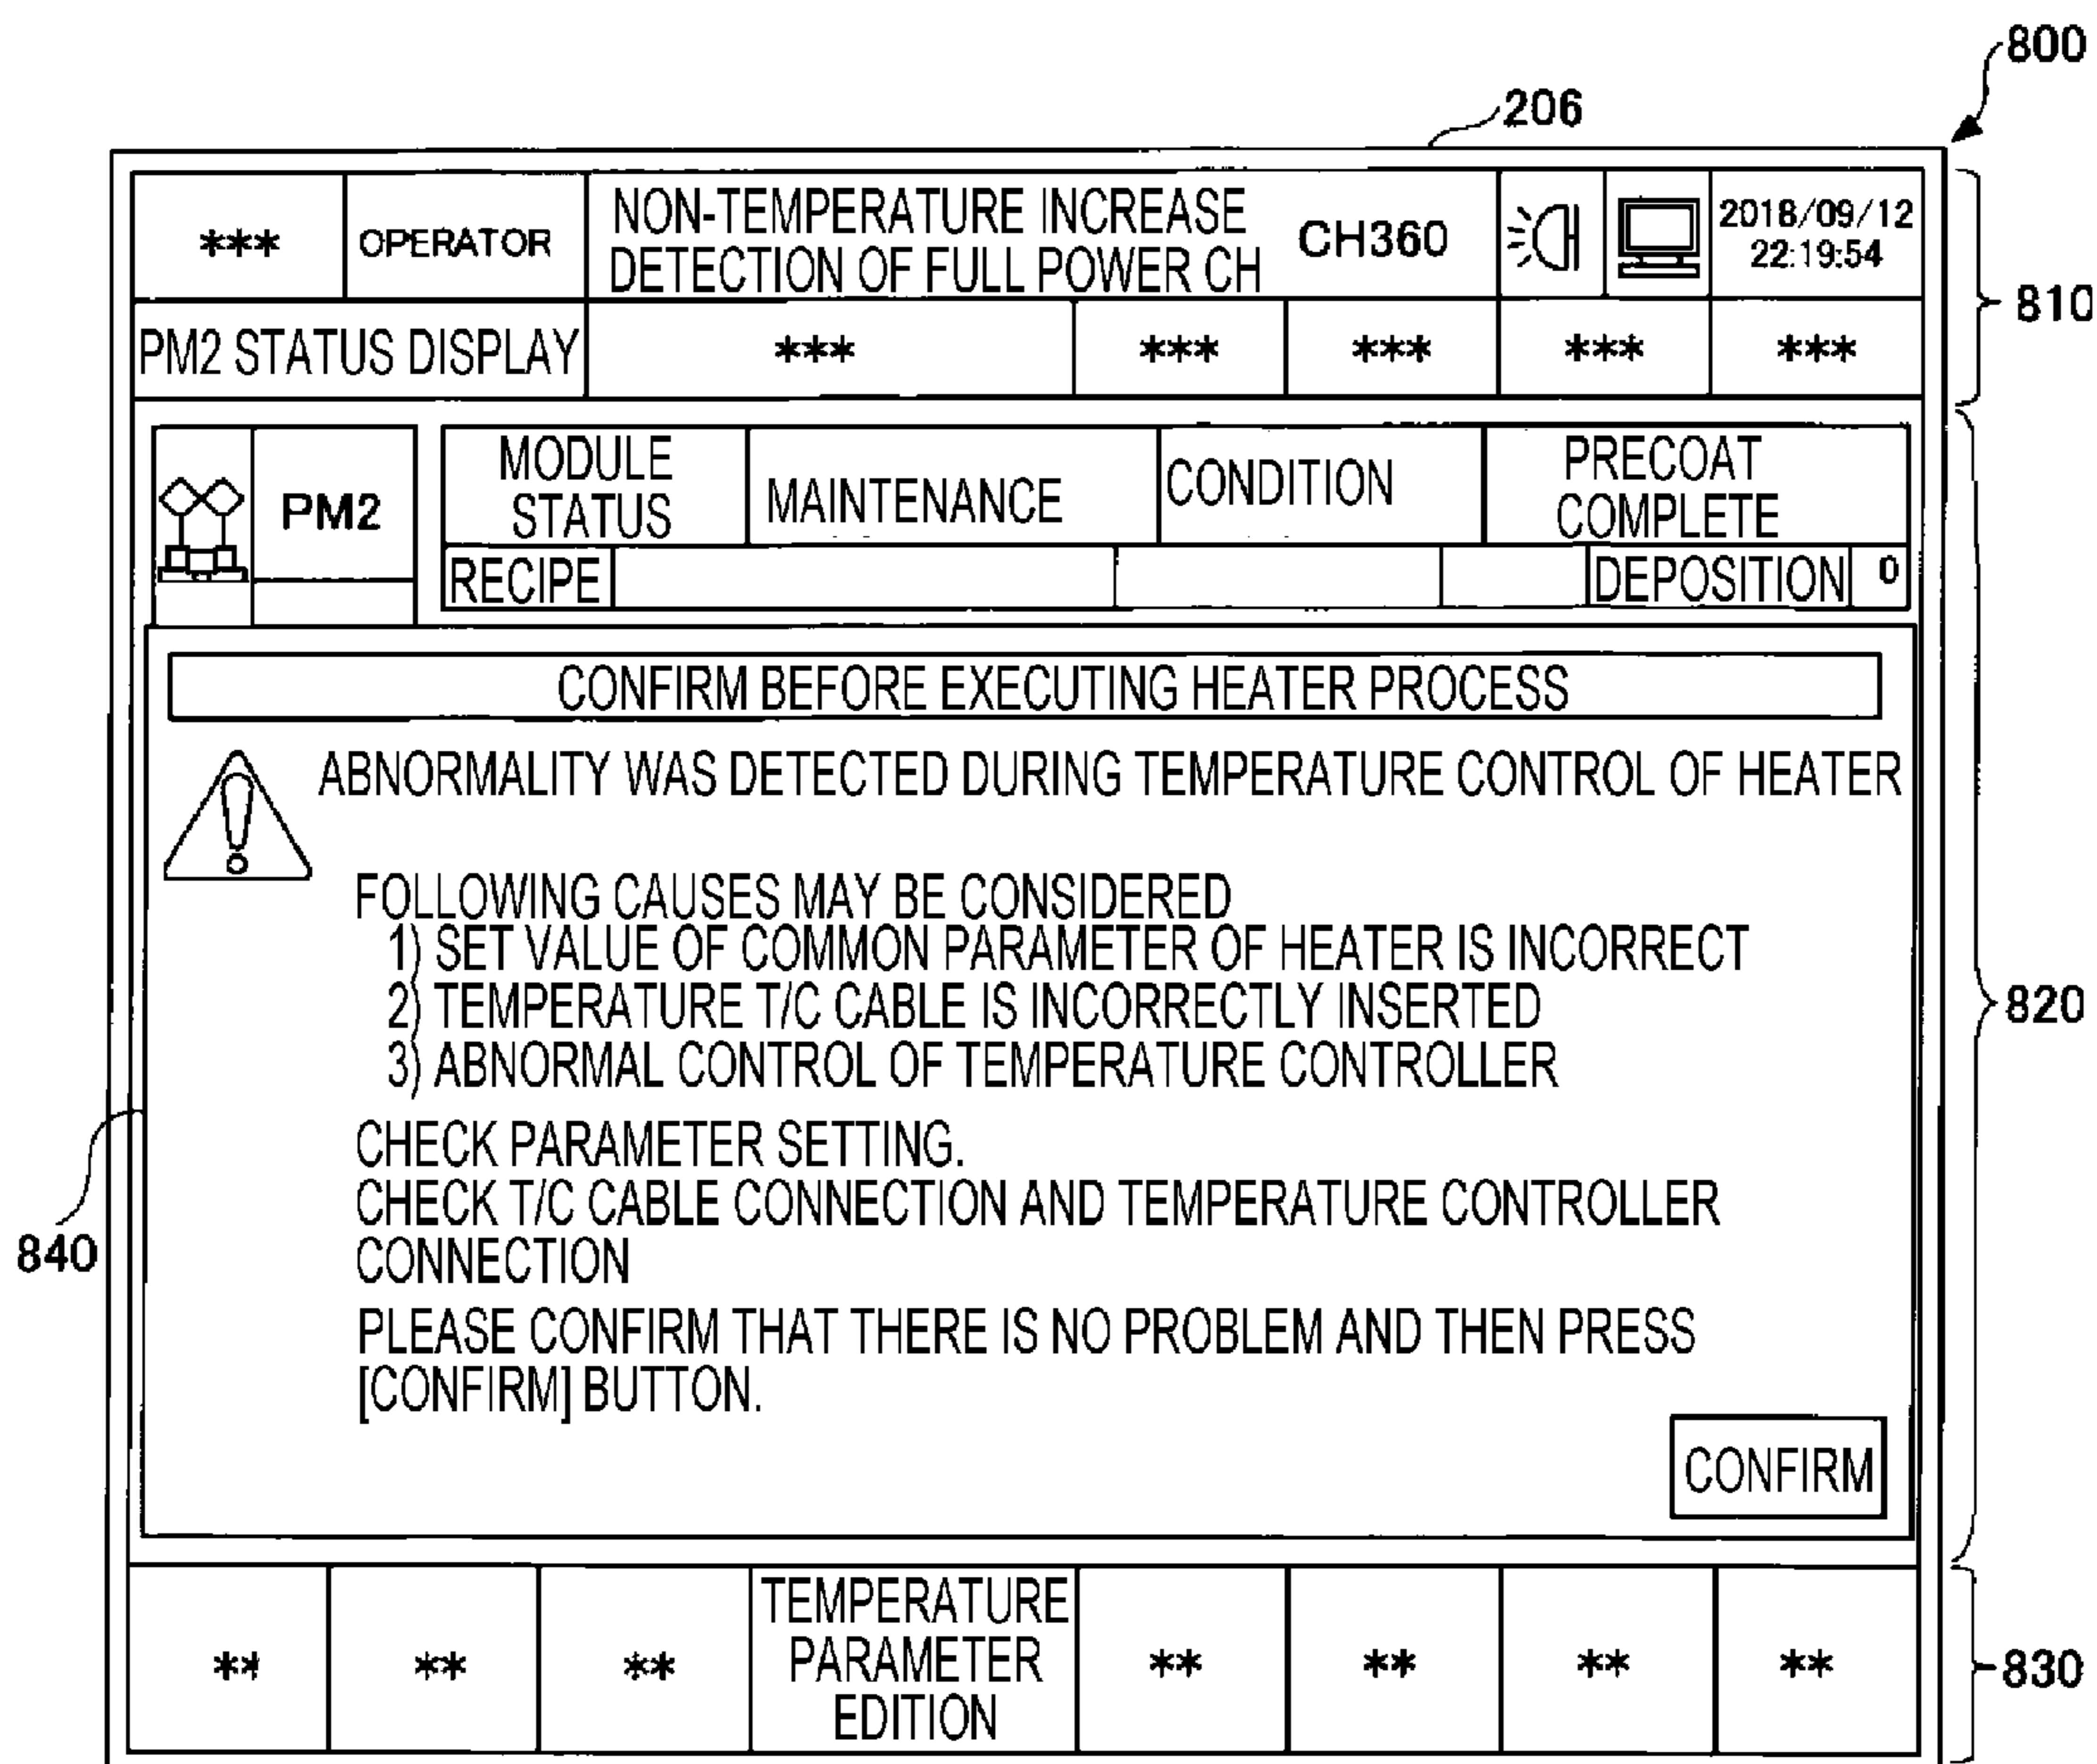 800
206
*** OPERATOR NON-TEMPERATURE INCREASE DETECTION OF FULL POWER CH CH360 2018/09/12 22:19:54
810
PM2 STATUS DISPLAY *** *** *** *** ***
PM2
MODULE STATUS MAINTENANCE CONDITION PRECOAT COMPLETE
RECIPE DEPOSITION 0
CONFIRM BEFORE EXECUTING HEATER PROCESS
ABNORMALITY WAS DETECTED DURING TEMPERATURE CONTROL OF HEATER
FOLLOWING CAUSES MAY BE CONSIDERED
1) SET VALUE OF COMMON PARAMETER OF HEATER IS INCORRECT
2) TEMPERATURE T/C CABLE IS INCORRECTLY INSERTED
820
3) ABNORMAL CONTROL OF TEMPERATURE CONTROLLER
CHECK PARAMETER SETTING.
CHECK T/C CABLE CONNECTION AND TEMPERATURE CONTROLLER
CONNECTION
840
PLEASE CONFIRM THAT THERE IS NO PROBLEM AND THEN PRESS
[CONFIRM] BUTTON.
CONFIRM
** ** ** TEMPERATURE PARAMETER EDITION ** ** ** **
830